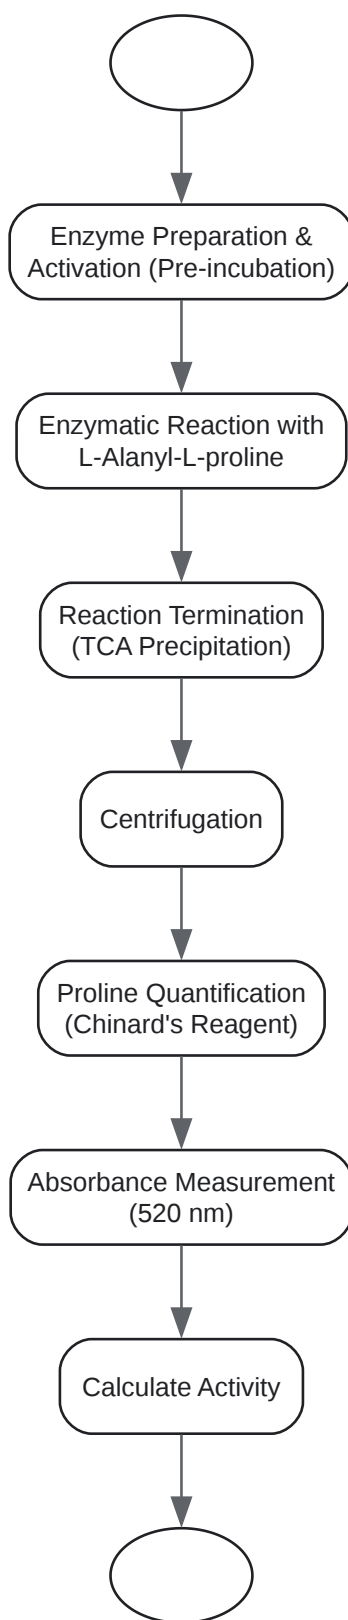 Enzyme Preparation &
Activation (Pre-incubation)
Enzymatic Reaction with
L-Alanyl-L-proline
Reaction Termination
(TCA Precipitation)
Centrifugation
Proline Quantification
(Chinard's Reagent)
Absorbance Measurement
(520 nm)
Calculate Activity